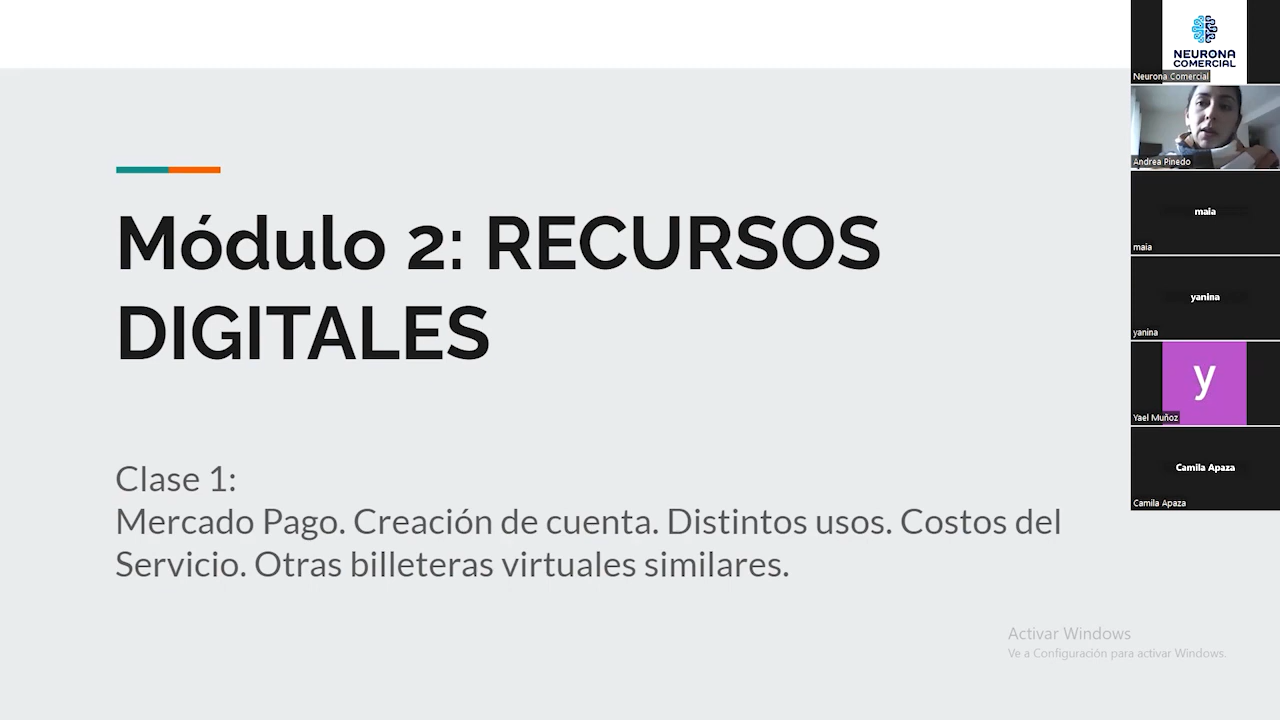 Módulo 2: RECURSOS
DIGITALES
Clase 1:
Mercado Pago. Creación de cuenta. Distintos usos. Costos del
Servicio. Otras billeteras virtuales similares.
Activar Windows
Ve a Configuración para activar Windows.
NEURONA
COMERCIAL
Neurona Comercial
Andrea Pinedo
maia
maia
yanina
yanina
y
Yael Muñoz
Camila Apaza
Camila Apaza